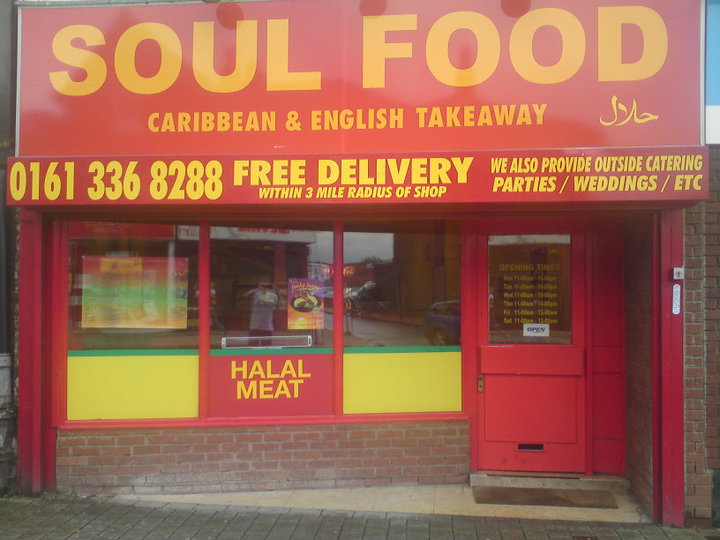 SOUL FOOD
CARIBBEAN & ENGLISH TAKEAWAY
حلال
0161 336 8288
FREE DELIVERY
WITHIN 3 MILE RADIUS OF SHOP
WE ALSO PROVIDE OUTSIDE CATERING
PARTIES / WEDDINGS / ETC
OPENING TIMES
OPEN
HALAL
MEAT